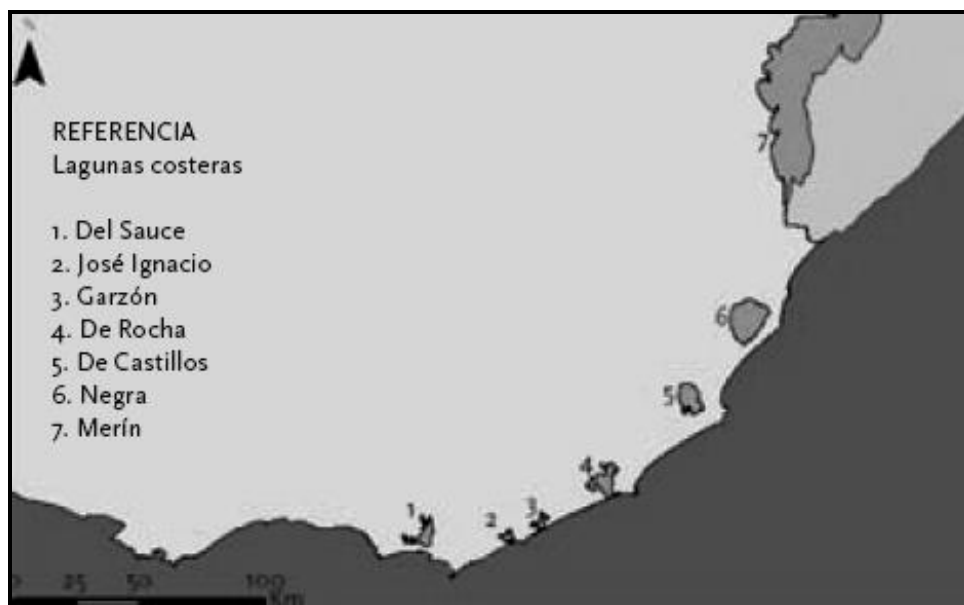 REFERENCIA
Lagunas costeras
1. Del Sauce
2. José Ignacio
3. Garzón
4. De Rocha
5. De Castillos
6. Negra
7. Merín
7
6
5
4
1
2
3
0 25 50 100
Km